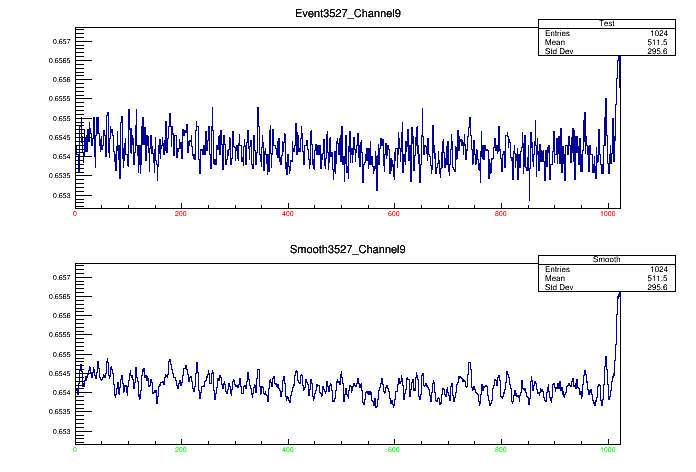 Event3527_Channel9
Test
Entries 1024
Mean 511.5
Std Dev 295.6
0.657
0.6565
0.656
0.6555
0.655
0.6545
0.654
0.6535
0.653
0 200 400 600 800 1000
Smooth3527_Channel9
Smooth
Entries 1024
Mean 511.5
Std Dev 295.6
0.657
0.6565
0.656
0.6555
0.655
0.6545
0.654
0.6535
0.653
0 200 400 600 800 1000